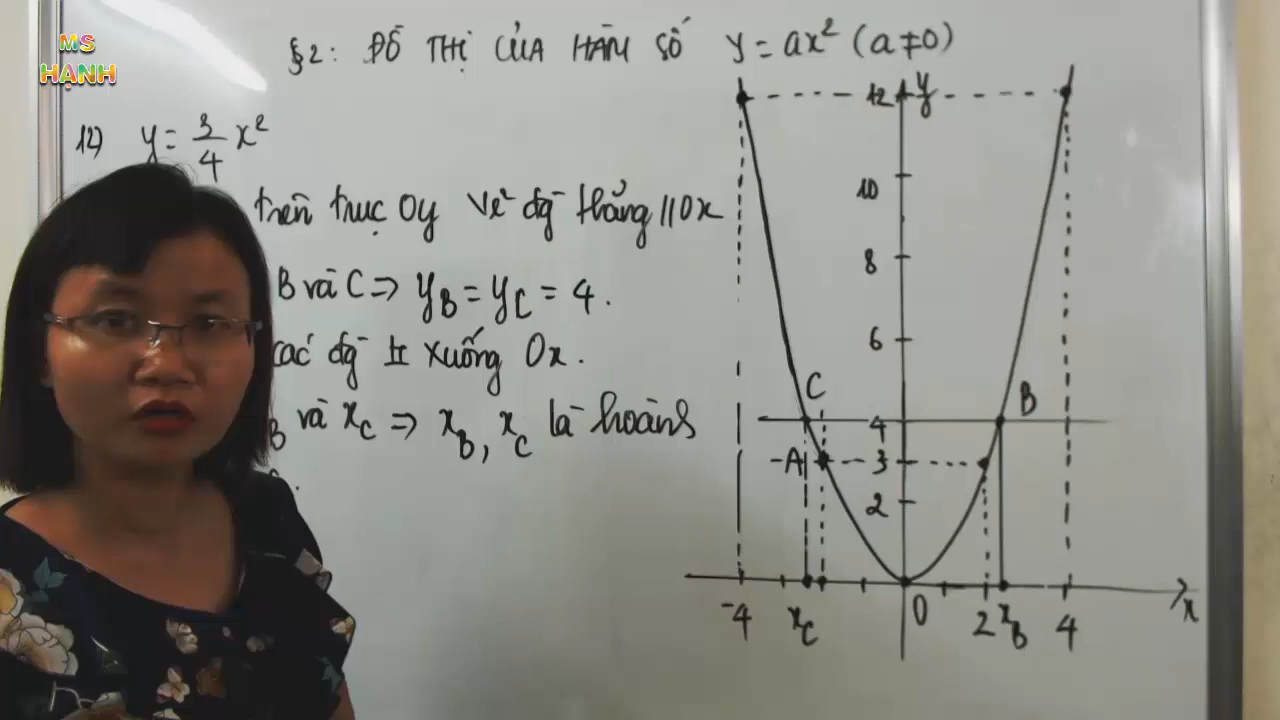 MS
HẠNH
§2: ĐỒ THỊ CỦA HÀM SỐ y = ax² (a ≠ 0)
12) y = 3/4 x²
trên trục Oy vẽ đg̅ thẳng // Ox
B và C => y_B = y_C = 4.
các đg̅ ⊥ xuống Ox.
B và x_C => x_B, x_C là hoành
12 y
10
8
6
C B
4
-A 3
2
-4 x_C O 2 x_B 4 x